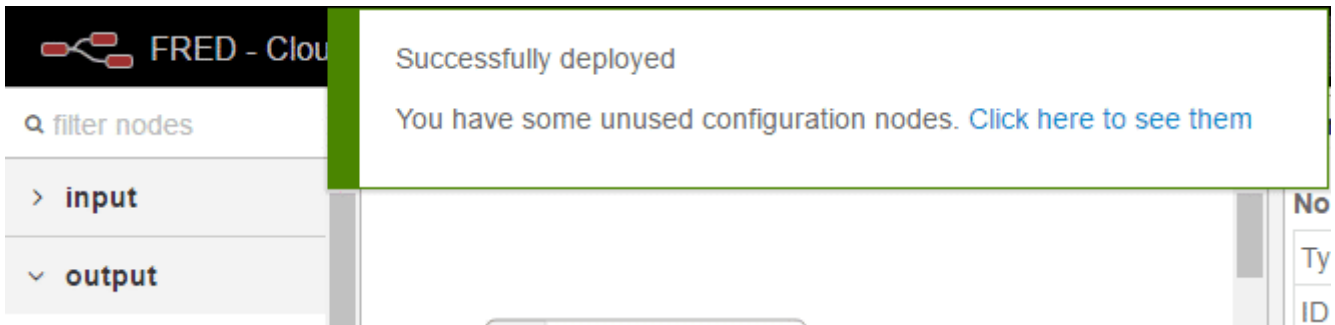 FRED - Clou
Successfully deployed
You have some unused configuration nodes. Click here to see them
filter nodes
input
output
No
Ty
ID